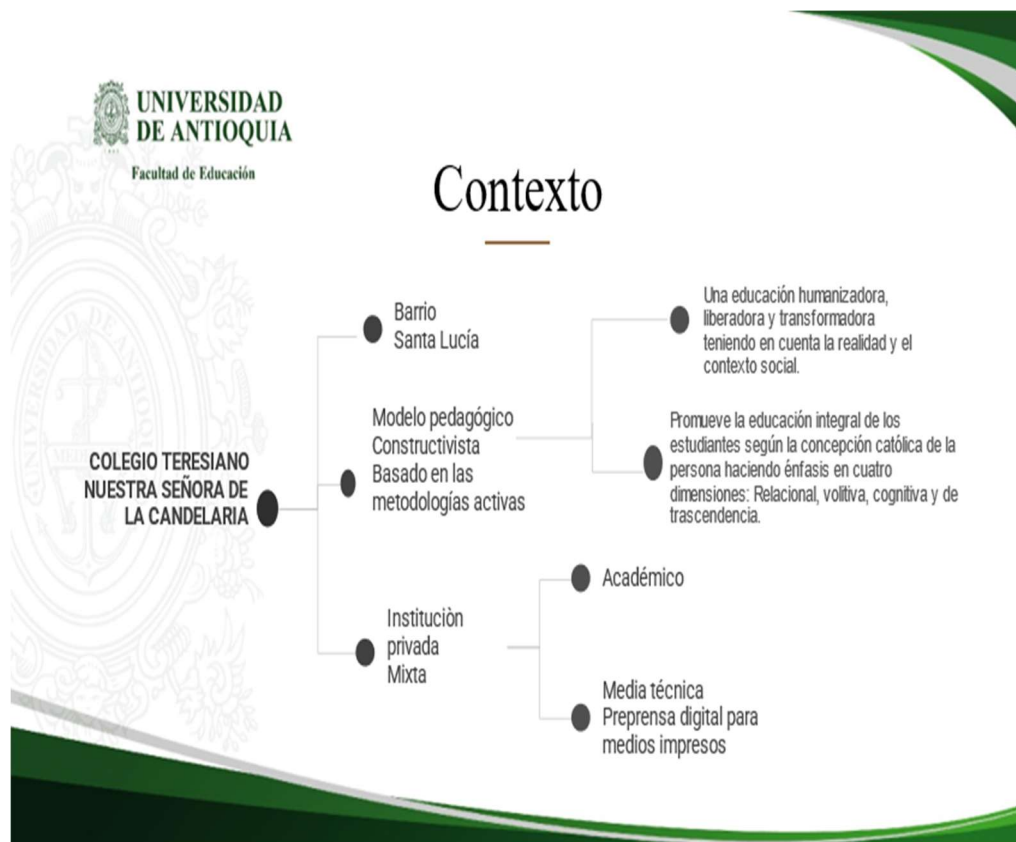 UNIVERSIDAD
DE ANTIOQUIA
Facultad de Educación
Contexto
COLEGIO TERESIANO
NUESTRA SEÑORA DE
LA CANDELARIA
Barrio
Santa Lucía
Modelo pedagógico
Constructivista
Basado en las
metodologías activas
Una educación humanizadora,
liberadora y transformadora
teniendo en cuenta la realidad y el
contexto social.
Promueve la educación integral de los
estudiantes según la concepción católica de la
persona haciendo énfasis en cuatro
dimensiones: Relacional, volitiva, cognitiva y de
trascendencia.
Instituciòn
privada
Mixta
Académico
Media técnica
Preprensa digital para
medios impresos